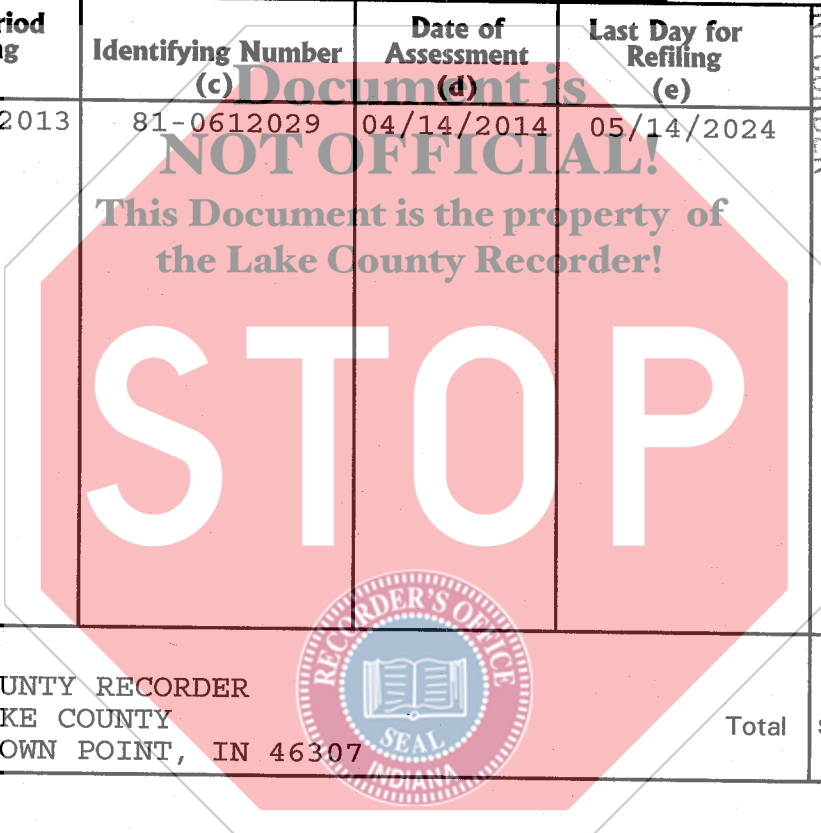 riod
ng
Identifying Number
(c)
Date of
Assessment
(d)
Last Day for
Refiling
(e)
2013 81-0612029 04/14/2014 05/14/2024
Document is
NOT OFFICIAL!
This Document is the property of
the Lake County Recorder!
STOP
RECORDER'S OFFICE
SEAL
INDIANA
UNTY RECORDER
KE COUNTY
OWN POINT, IN 46307
Total